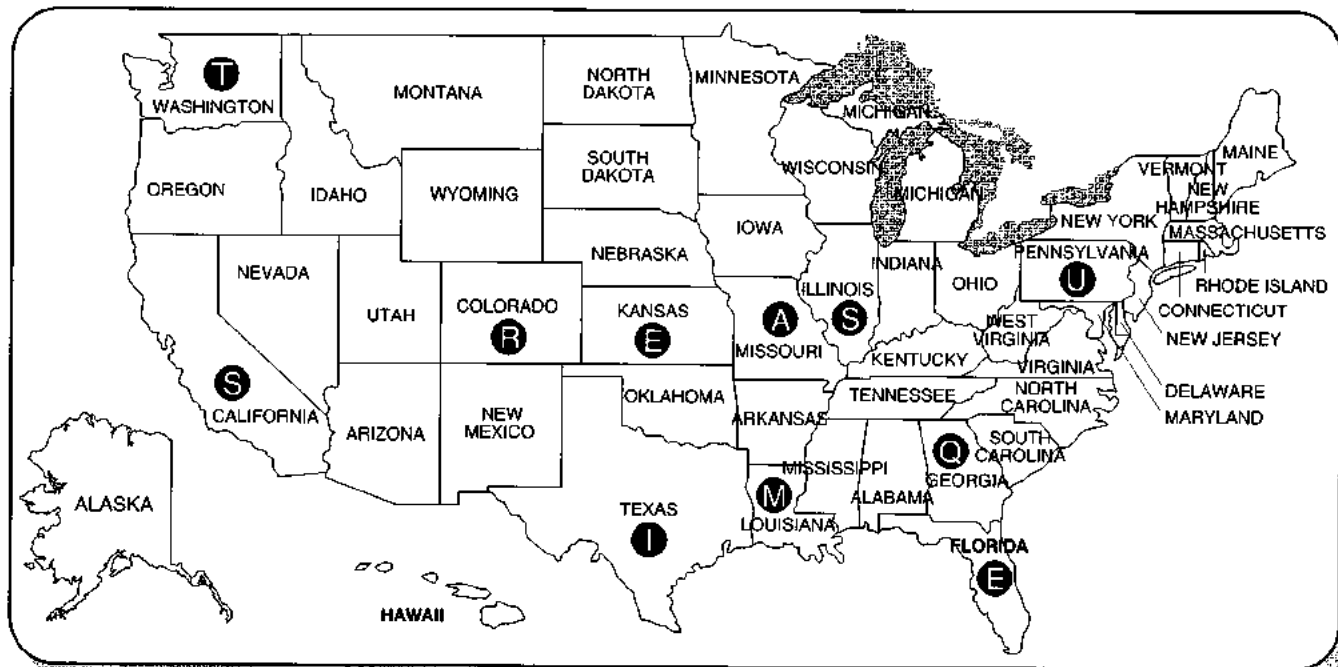 T
WASHINGTON
MONTANA
NORTH
DAKOTA
MINNESOTA
MICHIGAN
OREGON
IDAHO
WYOMING
SOUTH
DAKOTA
WISCONSIN
MICHIGAN
VERMONT
MAINE
NEW
HAMPSHIRE
NEW YORK
MASSACHUSETTS
NEVADA
UTAH
COLORADO
R
NEBRASKA
KANSAS
E
IOWA
A
MISSOURI
ILLINOIS
S
INDIANA
OHIO
PENNSYLVANIA
U
RHODE ISLAND
CONNECTICUT
NEW JERSEY
WEST
VIRGINIA
KENTUCKY
VIRGINIA
DELAWARE
MARYLAND
S
CALIFORNIA
ARIZONA
NEW
MEXICO
OKLAHOMA
ARKANSAS
TENNESSEE
NORTH
CAROLINA
SOUTH
CAROLINA
Q
GEORGIA
MISSISSIPPI
ALABAMA
M
LOUISIANA
TEXAS
I
FLORIDA
E
ALASKA
HAWAII